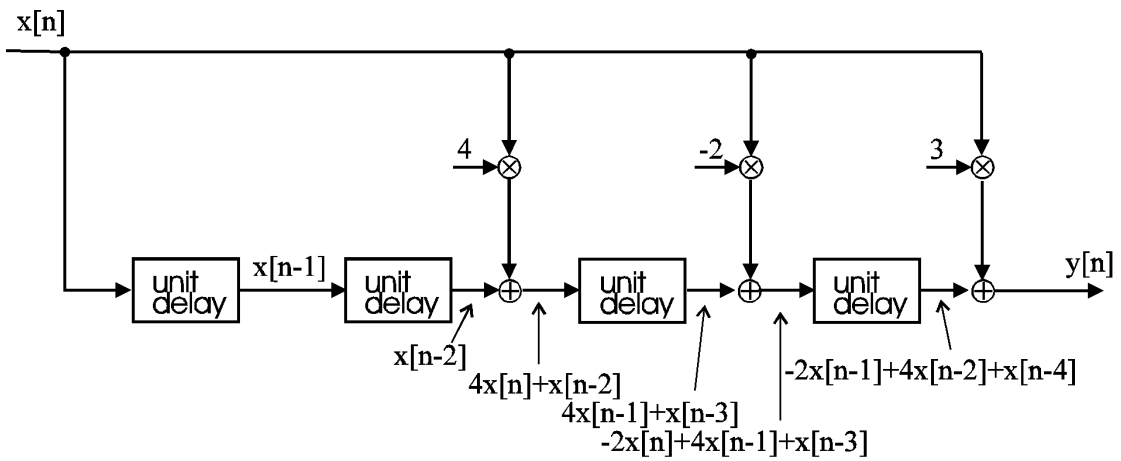 x[n]
4
-2
3
unit
delay
x[n-1]
unit
delay
unit
delay
unit
delay
y[n]
x[n-2]
4x[n]+x[n-2]
4x[n-1]+x[n-3]
-2x[n]+4x[n-1]+x[n-3]
-2x[n-1]+4x[n-2]+x[n-4]